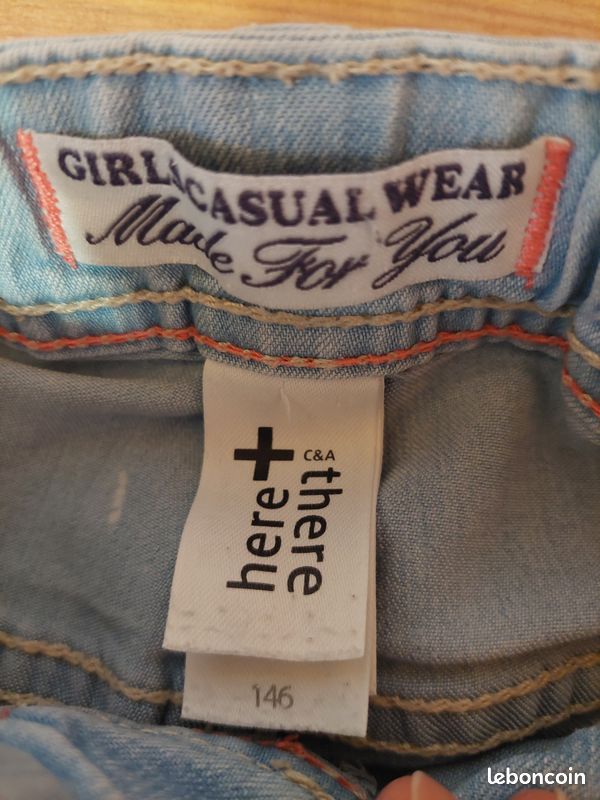 GIRLS CASUAL WEAR
Made For You
C&A
here + there
146
leboncoin